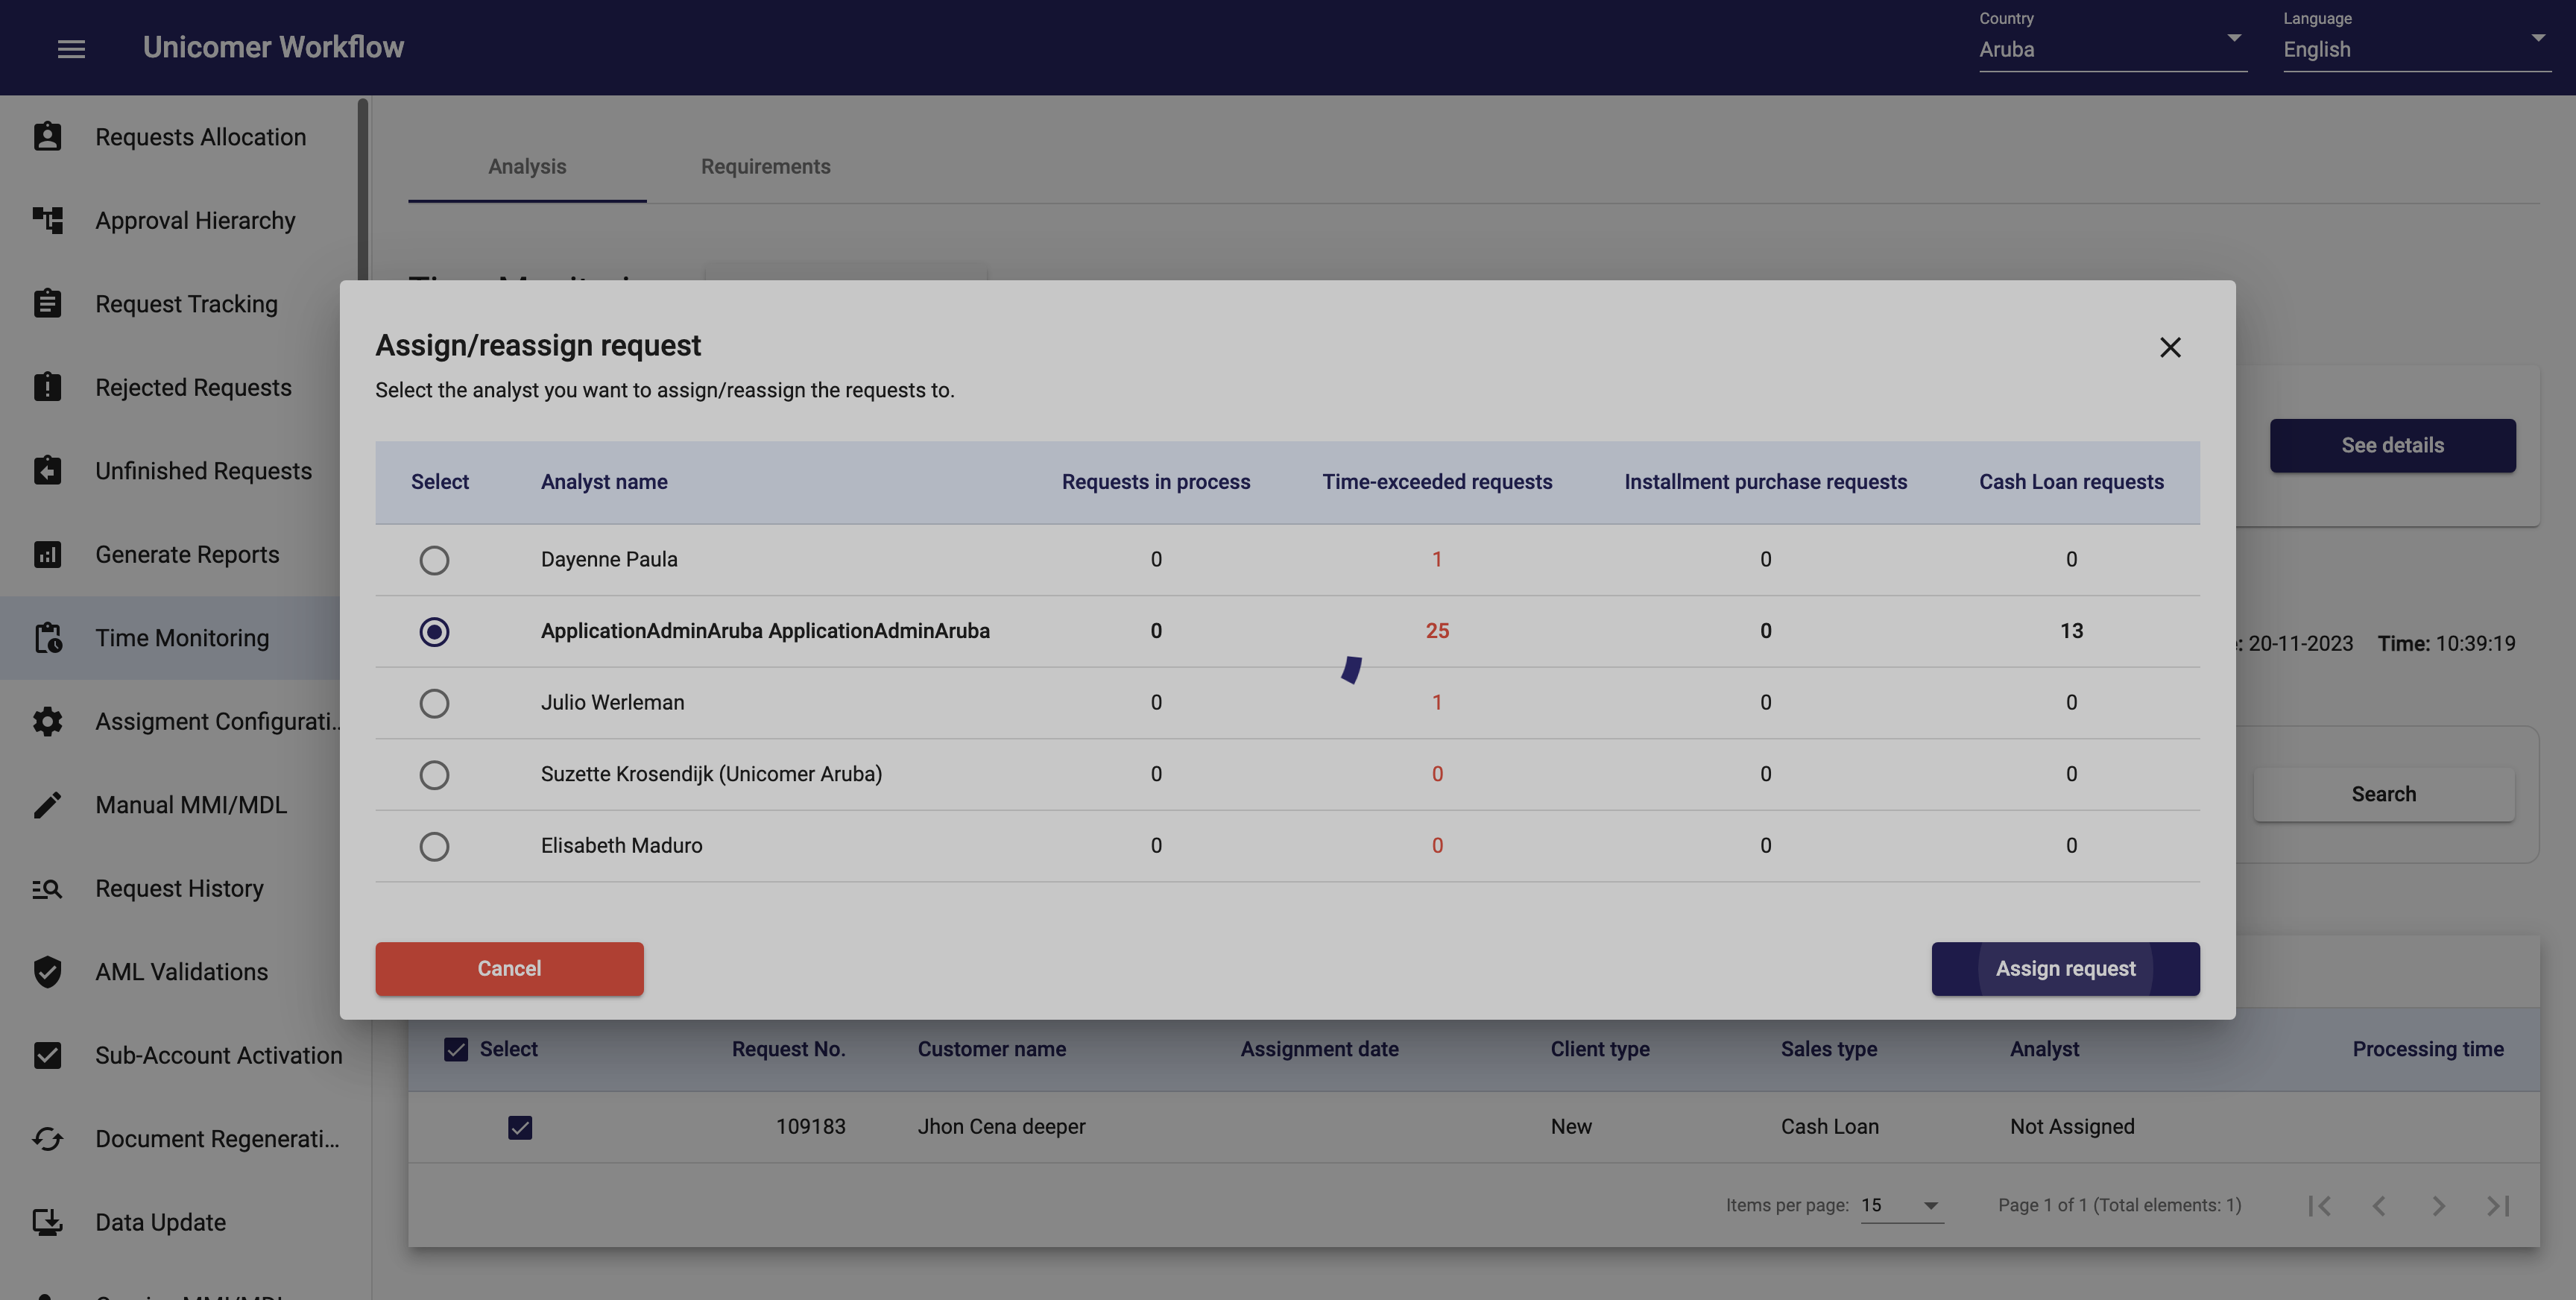 Unicomer Workflow
Country
Aruba
Language
English
Requests Allocation
Approval Hierarchy
Request Tracking
Rejected Requests
Unfinished Requests
Generate Reports
Time Monitoring
Assigment Configurati...
Manual MMI/MDL
Request History
AML Validations
Sub-Account Activation
Document Regenerati...
Data Update
Analysis
Requirements
See details
20-11-2023 Time: 10:39:19
Search
Assign/reassign request
Select the analyst you want to assign/reassign the requests to.
Select Analyst name Requests in process Time-exceeded requests Installment purchase requests Cash Loan requests
Dayenne Paula 0 1 0 0
ApplicationAdminAruba ApplicationAdminAruba 0 25 0 13
Julio Werleman 0 1 0 0
Suzette Krosendijk (Unicomer Aruba) 0 0 0 0
Elisabeth Maduro 0 0 0 0
Cancel
Assign request
Select Request No. Customer name Assignment date Client type Sales type Analyst Processing time
109183 Jhon Cena deeper New Cash Loan Not Assigned
Items per page: 15 Page 1 of 1 (Total elements: 1)